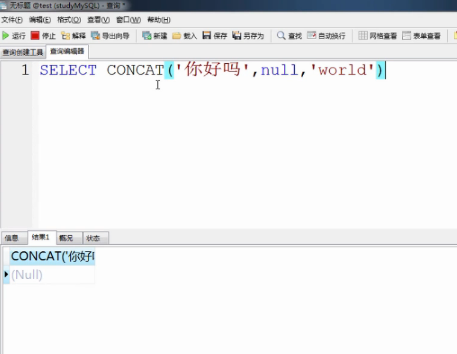 无标题 @test (studyMySQL) - 查询 *
文件(F) 编辑(E) 格式(O) 查看(V) 窗口(W) 帮助(H)
运行 停止 解释 导出向导 新建 载入 保存 另存为 查找 自动换行 网格查看 表单查看
查询创建工具 查询编辑器
1 SELECT CONCAT('你好吗',null,'world')
信息 结果1 概况 状态
CONCAT('你好吗
(Null)